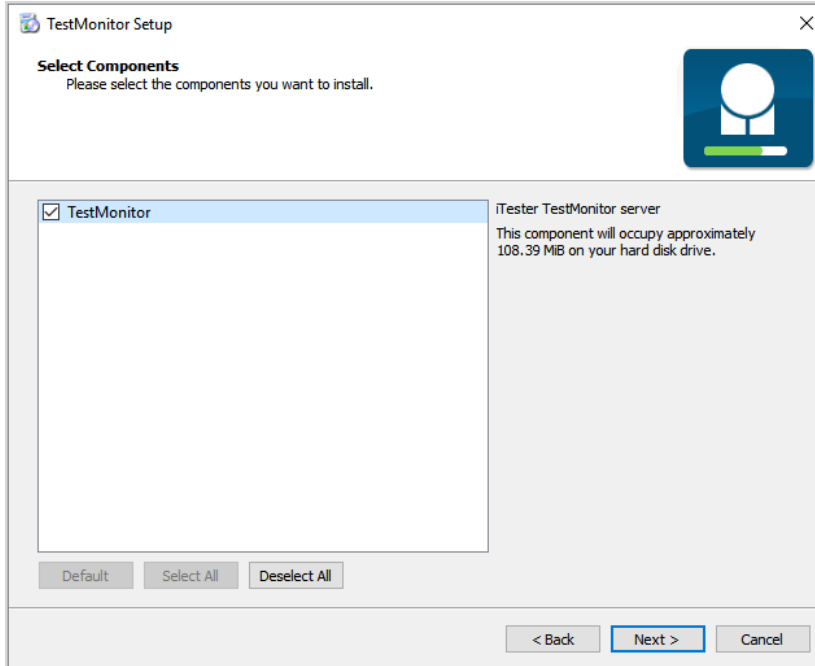 TestMonitor Setup
Select Components
Please select the components you want to install.
TestMonitor
iTester TestMonitor server
This component will occupy approximately
108.39 MiB on your hard disk drive.
Default
Select All
Deselect All
< Back
Next >
Cancel